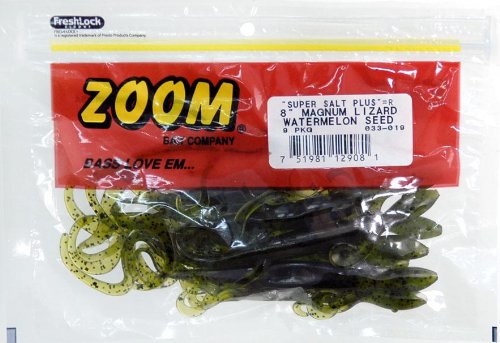 FreshLock
ZOOM
BAIT COMPANY
BASS LOVE EM...
"SUPER SALT PLUS"=R
8" MAGNUM LIZARD
WATERMELON SEED
9 PKG 033-019
7 51981 12908 1